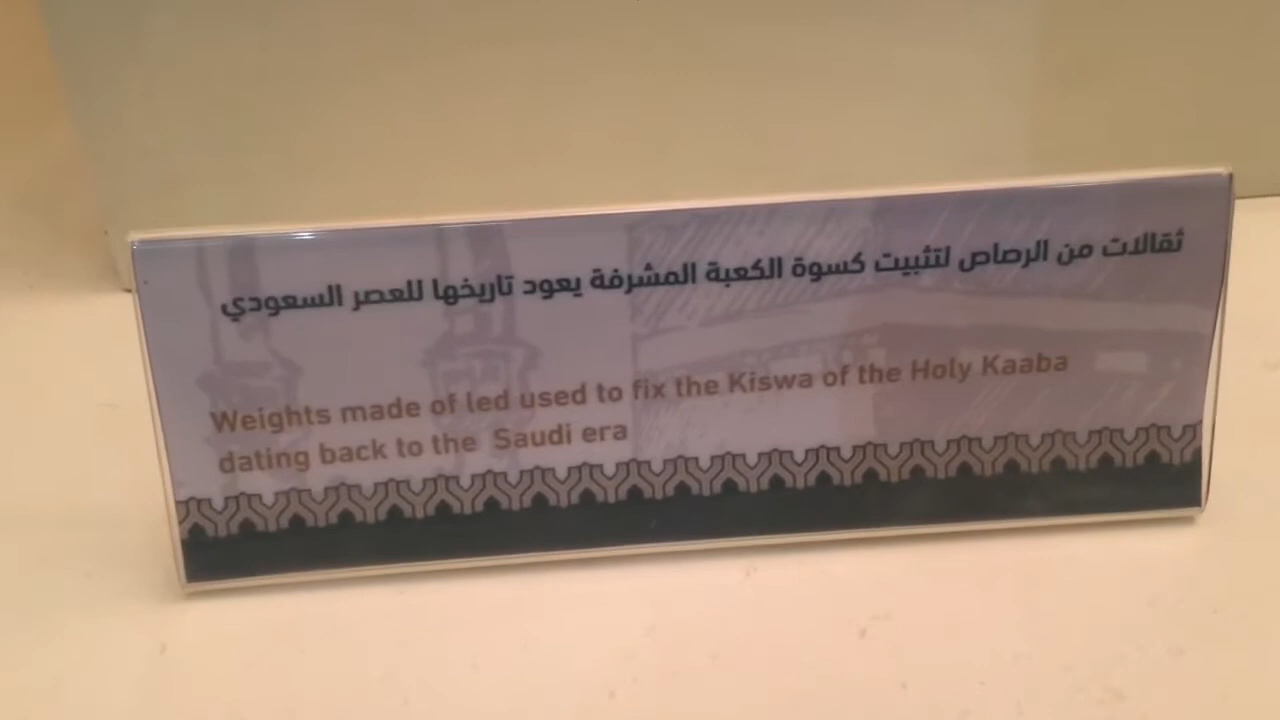 ثقالات من الرصاص لتثبيت كسوة الكعبة المشرفة يعود تاريخها للعصر السعودي
Weights made of led used to fix the Kiswa of the Holy Kaaba
dating back to the Saudi era